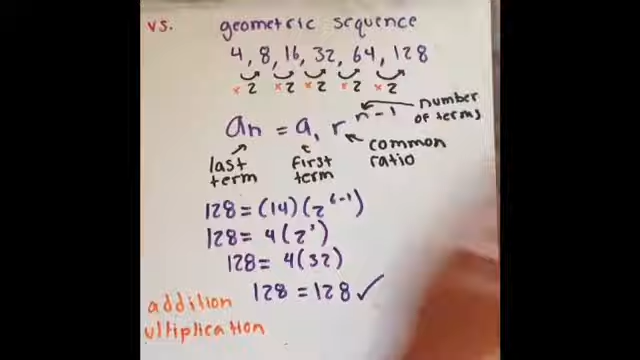 vs. geometric sequence
4, 8, 16, 32, 64, 128
×2 ×2 ×2 ×2 ×2
number
of terms
an = a, r n-1
common
ratio
last
term
first
term
128 = (14)(2^6-1)
128 = 4(2^5)
128 = 4(32)
128 = 128 ✓
addition
ultiplication